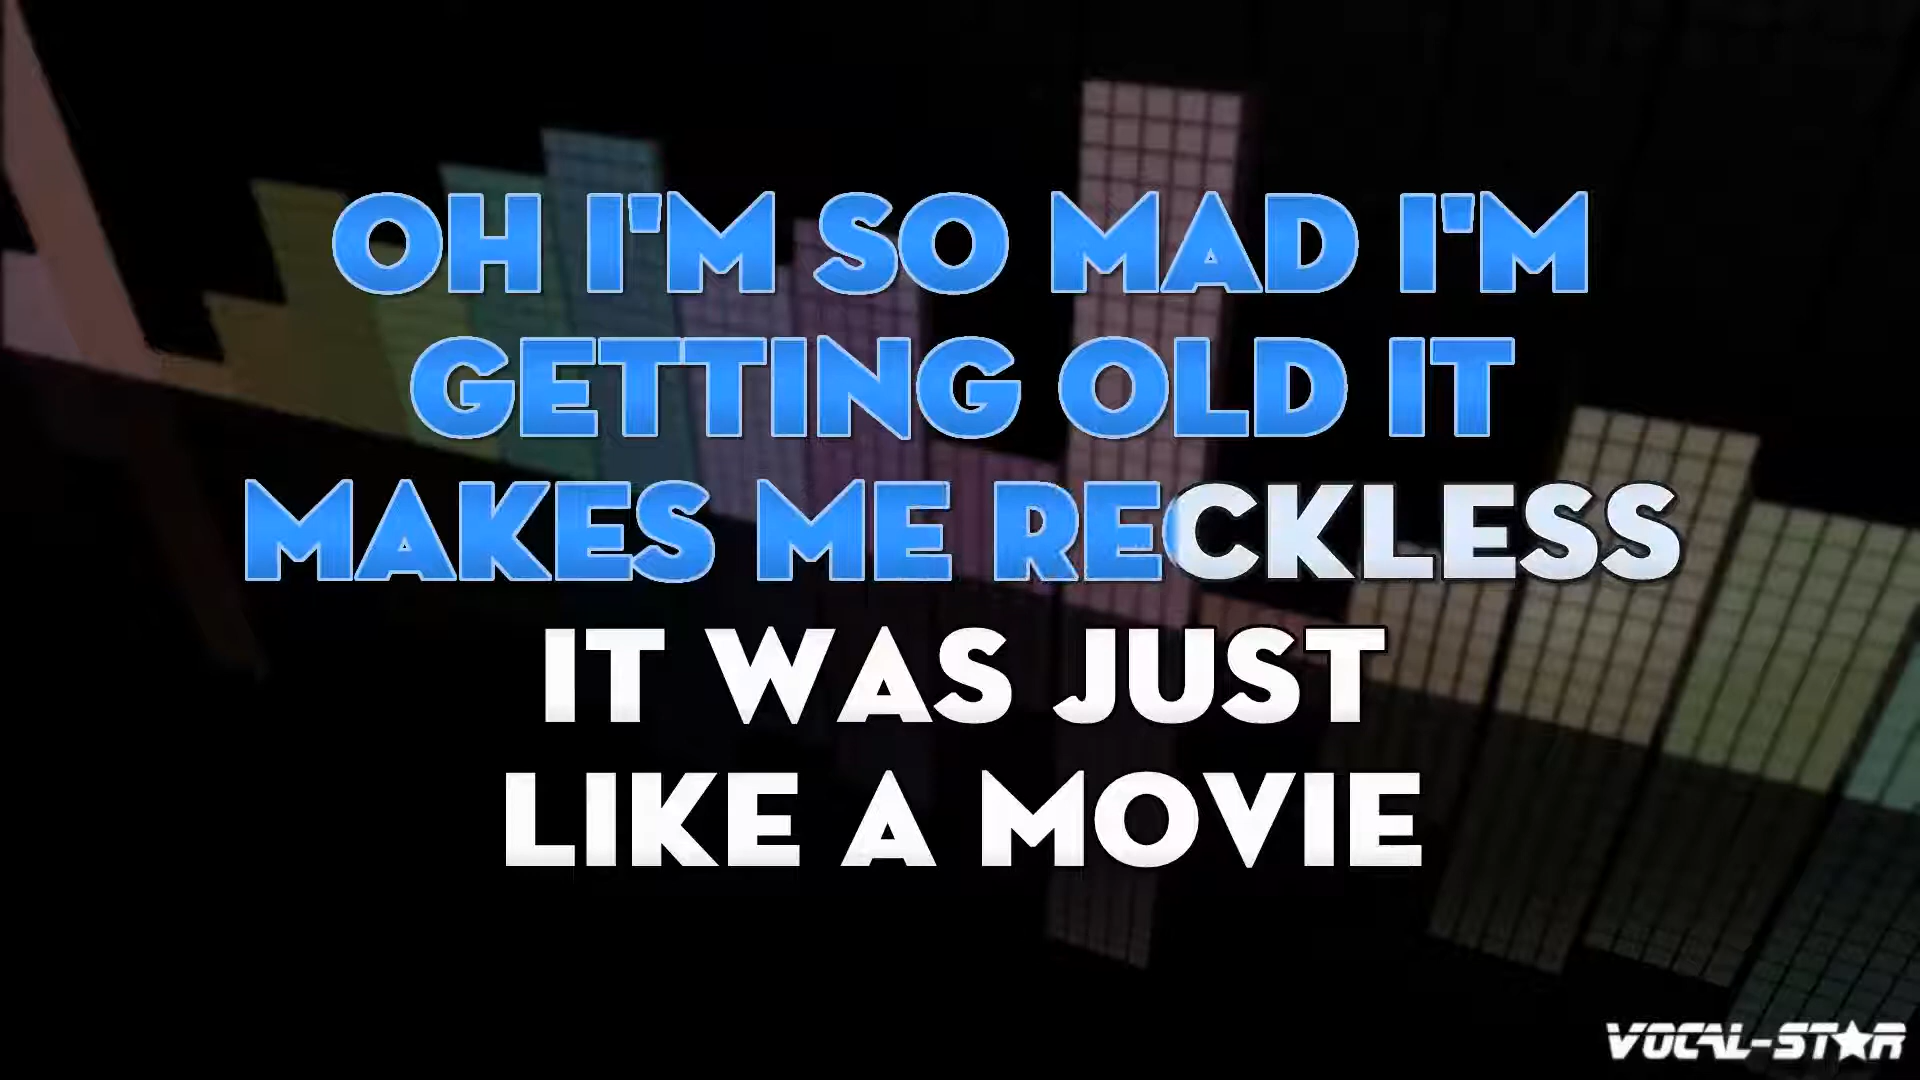 OH I'M SO MAD I'M
GETTING OLD IT
MAKES ME RECKLESS
IT WAS JUST
LIKE A MOVIE
VOCAL-STAR